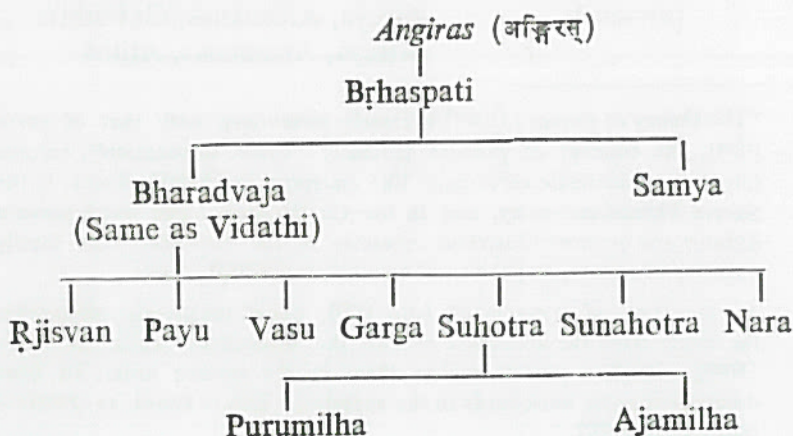 Angiras (अङ्गिरस्)
Bṛhaspati
Bharadvaja Samya
(Same as Vidathi)
Ṛjisvan Payu Vasu Garga Suhotra Sunahotra Nara
Purumilha Ajamilha